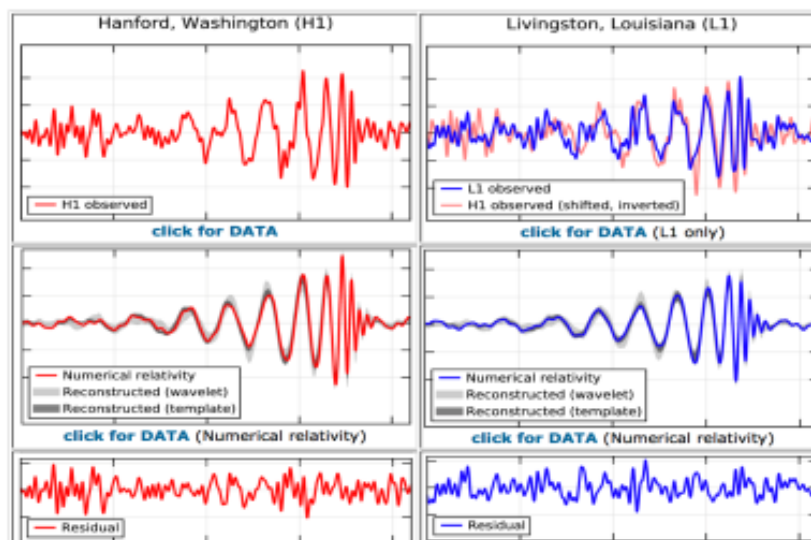 Hanford, Washington (H1)
Livingston, Louisiana (L1)
H1 observed
L1 observed
H1 observed (shifted, inverted)
click for DATA
click for DATA (L1 only)
Numerical relativity
Reconstructed (wavelet)
Reconstructed (template)
Numerical relativity
Reconstructed (wavelet)
Reconstructed (template)
click for DATA (Numerical relativity)
click for DATA (Numerical relativity)
Residual
Residual